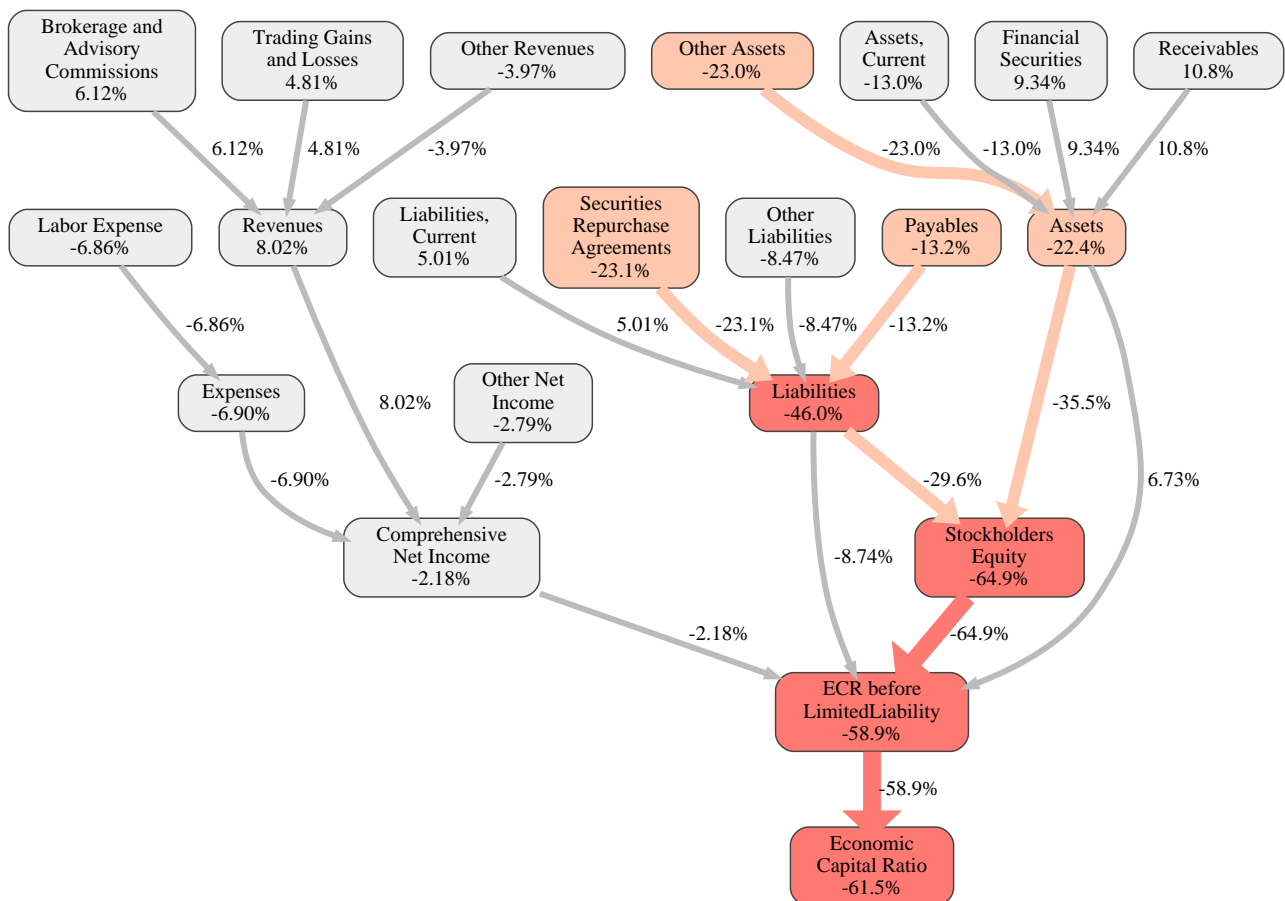 Brokerage and
Advisory
Commissions
6.12%
Trading Gains
and Losses
4.81%
Other Revenues
-3.97%
Other Assets
-23.0%
Assets,
Current
-13.0%
Financial
Securities
9.34%
Receivables
10.8%
6.12%
4.81%
-3.97%
-23.0%
-13.0%
9.34%
10.8%
Labor Expense
-6.86%
Revenues
8.02%
Liabilities,
Current
5.01%
Securities
Repurchase
Agreements
-23.1%
Other
Liabilities
-8.47%
Payables
-13.2%
Assets
-22.4%
-6.86%
5.01%
-23.1%
-8.47%
-13.2%
Expenses
-6.90%
8.02%
Other Net
Income
-2.79%
Liabilities
-46.0%
-35.5%
-6.90%
-2.79%
-29.6%
6.73%
Comprehensive
Net Income
-2.18%
-8.74%
Stockholders
Equity
-64.9%
-2.18%
-64.9%
ECR before
LimitedLiability
-58.9%
-58.9%
Economic
Capital Ratio
-61.5%